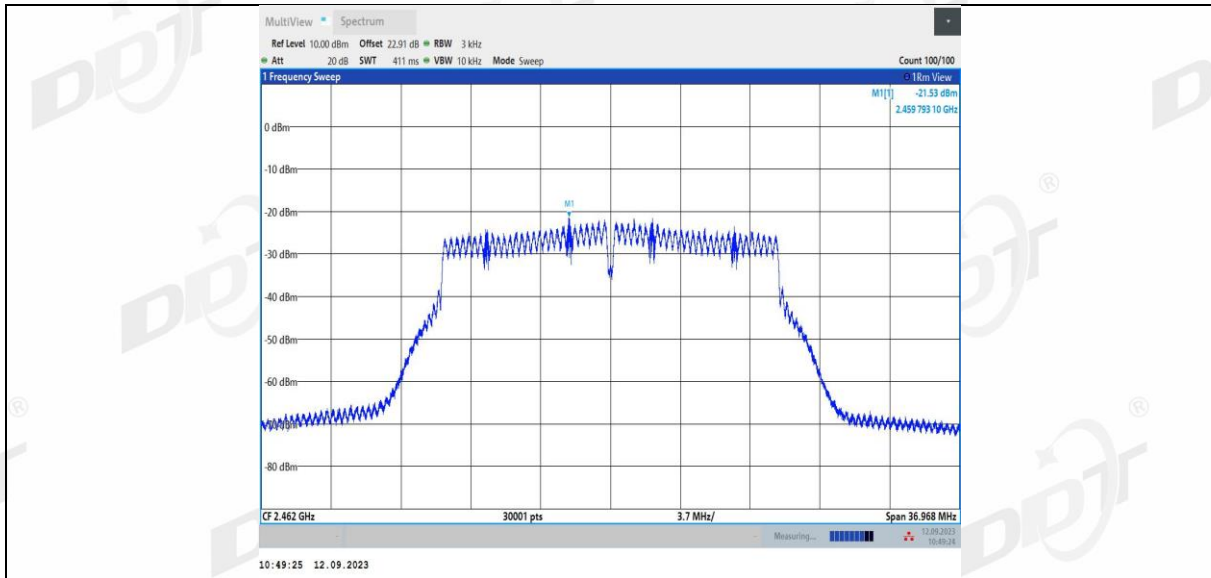 MultiView Spectrum
Ref Level 10.00 dBm Offset 22.91 dB RBW 3 kHz
Att 20 dB SWT 411 ms VBW 10 kHz Mode Sweep Count 100/100
1 Frequency Sweep 1Rm View
M1[1] -21.53 dBm
2.459 793 10 GHz
0 dBm
-10 dBm
M1
-20 dBm
-30 dBm
-40 dBm
-50 dBm
-60 dBm
-80 dBm
CF 2.462 GHz 30001 pts 3.7 MHz/ Span 36.968 MHz
Measuring... 12.09.2023
10:49:24
10:49:25 12.09.2023
DDT
®